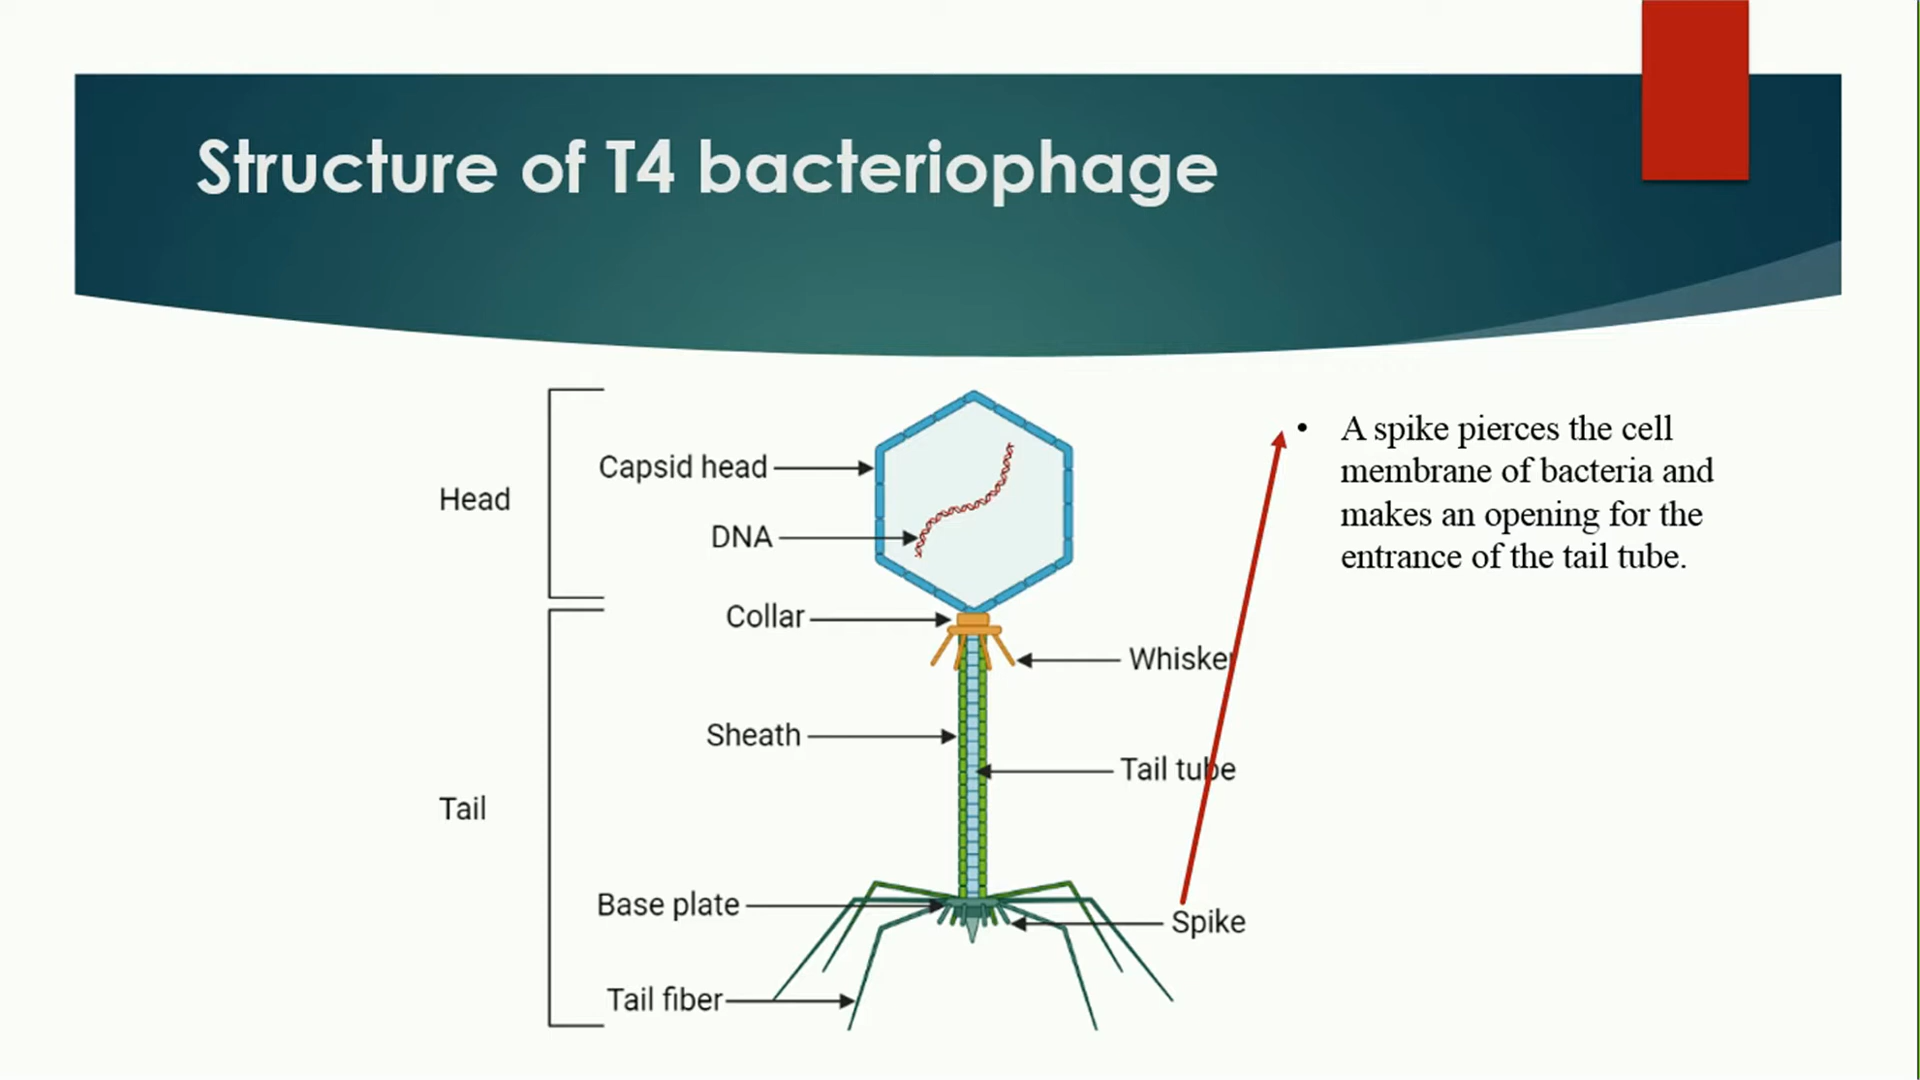 Structure of T4 bacteriophage
Head
Capsid head
DNA
Collar
Whisker
Sheath
Tail tube
Tail
Base plate
Spike
Tail fiber
• A spike pierces the cell
membrane of bacteria and
makes an opening for the
entrance of the tail tube.